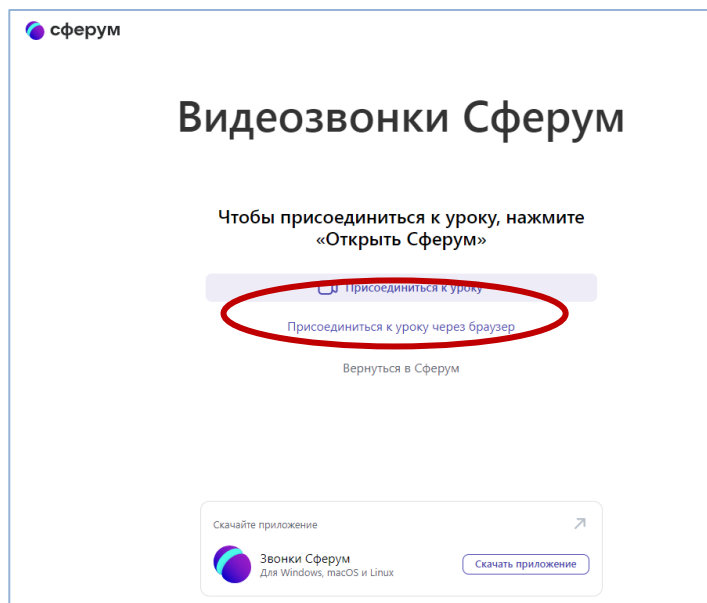 сферум
Видеозвонки Сферум
Чтобы присоединиться к уроку, нажмите
«Открыть Сферум»
Присоединиться к уроку
Присоединиться к уроку через браузер
Вернуться в Сферум
Скачайте приложение
Звонки Сферум
Для Windows, macOS и Linux
Скачать приложение